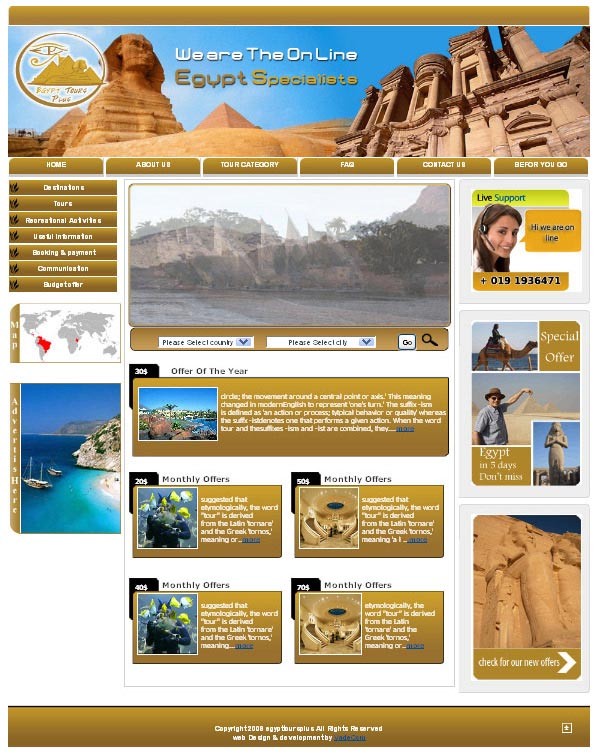 We are The On Line
Egypt Specialists
EGYPT TOURS
PLUS
HOME
ABOUT US
TOUR CATEGORY
FAQ
CONTACT US
BEFOR YOU GO
Destinations
Tours
Recreational Activities
Useful Information
Booking & payment
Communication
Budget offer
Map
Advertis Here
Please Select country
Please Select city
Go
30$
Offer Of The Year
circle; the movement around a central point or axis.' This meaning
changed in modernEnglish to represent 'one's turn.' The suffix -ism
is defined as 'an action or process; typical behavior or quality' whereas
the suffix -istdenotes one that performs a given action. When the word
tour and thesuffixes -ism and -ist are combined, they...more
20$
Monthly Offers
suggested that
etymologically, the word
"tour" is derived
from the Latin 'tornare'
and the Greek 'tornos,'
meaning or...more
50$
Monthly Offers
suggested that
etymologically, the word
"tour" is derived
from the Latin 'tornare'
and the Greek 'tornos,'
meaning 'a l ...more
40$
Monthly Offers
suggested that
etymologically, the word
"tour" is derived
from the Latin 'tornare'
and the Greek 'tornos,'
meaning...more
70$
Monthly Offers
etymologically, the
word "tour" is derived
from the Latin
'tornare' and the
Greek 'tornos,'
meaning...more
Live Support
Hi we are on
line
+ 019 1936471
Special
Offer
Egypt
in 5 days
Don't miss
check for our new offers
Copyright 2008 egypttoursplus All Rights Reserved
web Design & development by